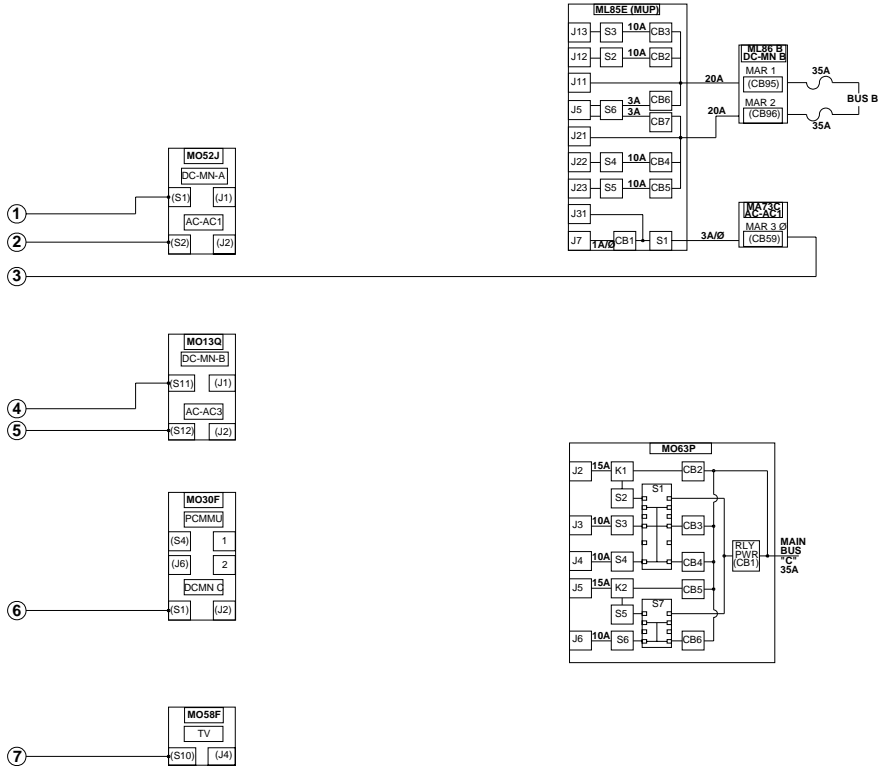 ML85E (MUP)
J13 S3 10A CB3
J12 S2 10A CB2
J11
J5 S6 3A CB6
3A CB7
J21
J22 S4 10A CB4
J23 S5 10A CB5
J31
J7 1A/Ø CB1 S1
20A
20A
3A/Ø
ML86 B
DC-MN B
MAR 1
(CB95)
MAR 2
(CB96)
35A
35A
BUS B
MA73C
AC-AC1
MAR 3 Ø
(CB59)
MO52J
DC-MN-A
(S1) (J1)
AC-AC1
(S2) (J2)
1
2
3
MO13Q
DC-MN-B
(S11) (J1)
AC-AC3
(S12) (J2)
4
5
MO30F
PCMMU
(S4) 1
(J6) 2
DCMN C
(S1) (J2)
6
MO58F
TV
(S10) (J4)
7
MO63P
J2 15A K1 CB2
S2 S1
J3 10A S3 CB3
J4 10A S4 CB4
J5 15A K2 CB5
S5 S7
J6 10A S6 CB6
RLY
PWR
(CB1)
MAIN
BUS
"C"
35A